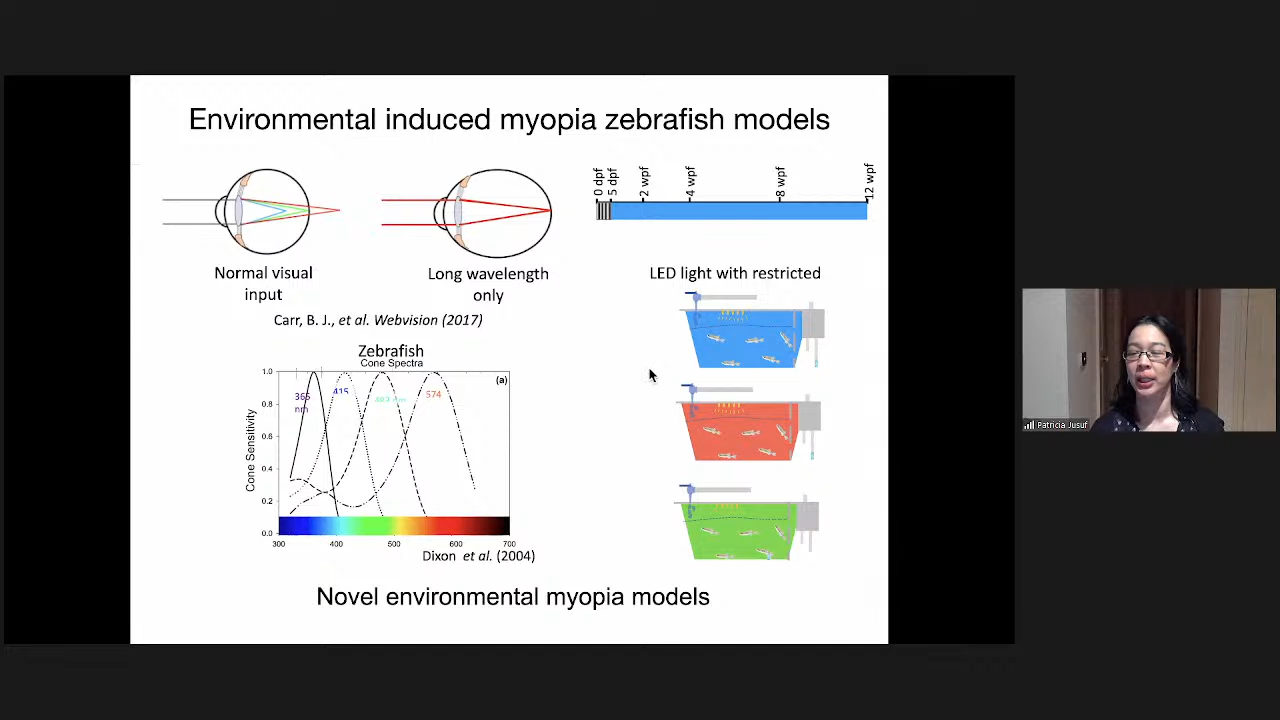 Environmental induced myopia zebrafish models
0 dpf
5 dpf
2 wpf
4 wpf
8 wpf
12 wpf
Normal visual
input
Long wavelength
only
LED light with restricted
Carr, B. J., et al. Webvision (2017)
Zebrafish
Cone Spectra
(a)
365
nm
415
574
Cone Sensitivity
1.0
0.8
0.6
0.4
0.2
0.0
300 400 500 600 700
Dixon et al. (2004)
Novel environmental myopia models
Patricia Jusuf